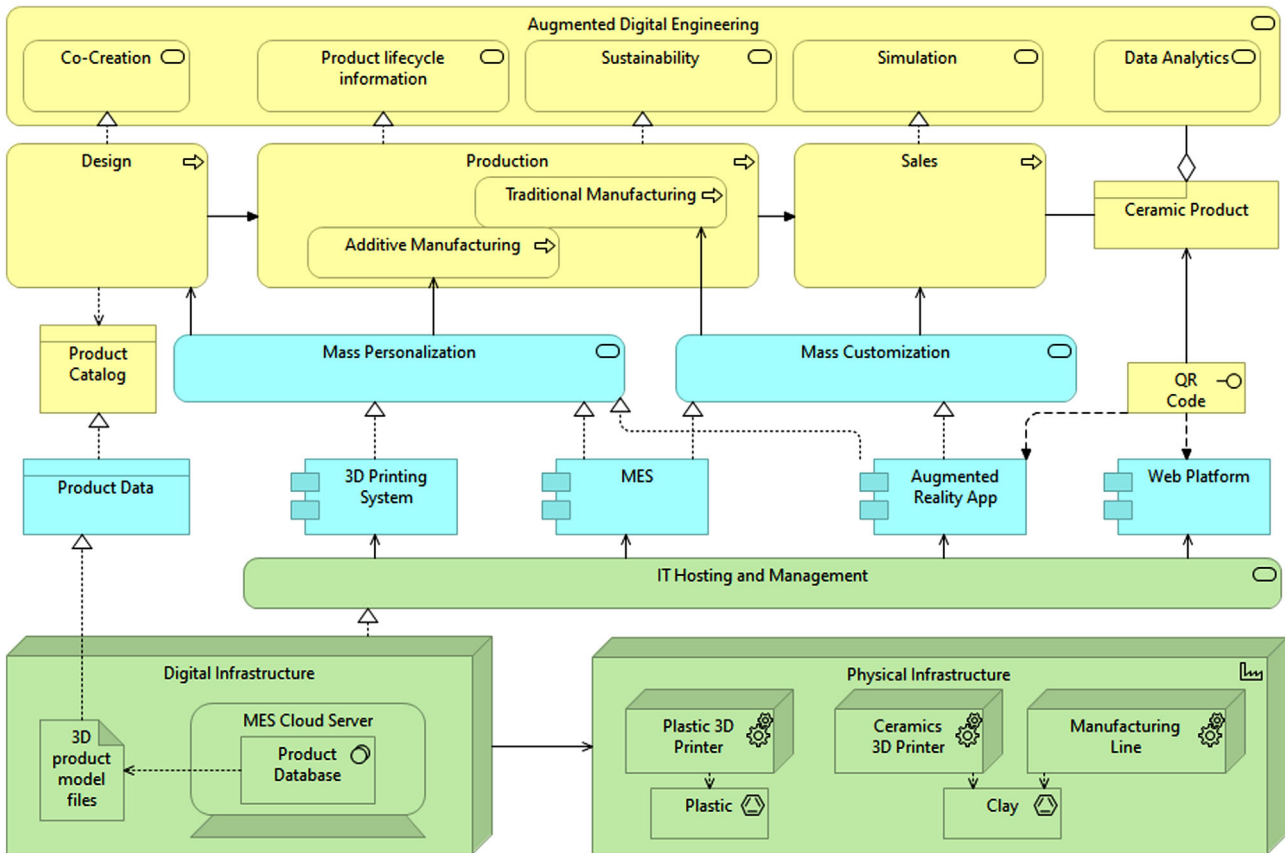 Augmented Digital Engineering
Co-Creation
Product lifecycle
information
Sustainability
Simulation
Data Analytics
Design
Production
Traditional Manufacturing
Additive Manufacturing
Sales
Ceramic Product
Product
Catalog
Mass Personalization
Mass Customization
QR
Code
Product Data
3D Printing
System
MES
Augmented
Reality App
Web Platform
IT Hosting and Management
Digital Infrastructure
3D
product
model
files
MES Cloud Server
Product
Database
Physical Infrastructure
Plastic 3D
Printer
Ceramics
3D Printer
Manufacturing
Line
Plastic
Clay